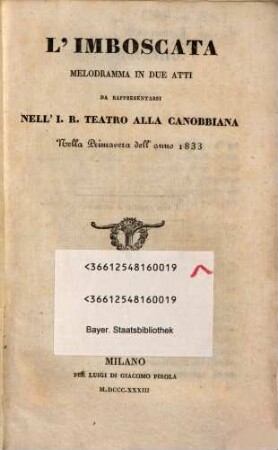 L'IMBOSCATA
MELODRAMMA IN DUE ATTI
DA RAPPRESENTARSI
NELL' I. R. TEATRO ALLA CANOBBIANA
Nella Primavera dell' anno 1833
<36612548160019
<36612548160019
Bayer. Staatsbibliothek
MILANO
PER LUIGI DI GIACOMO PIROLA
M.DCCC.XXXIII